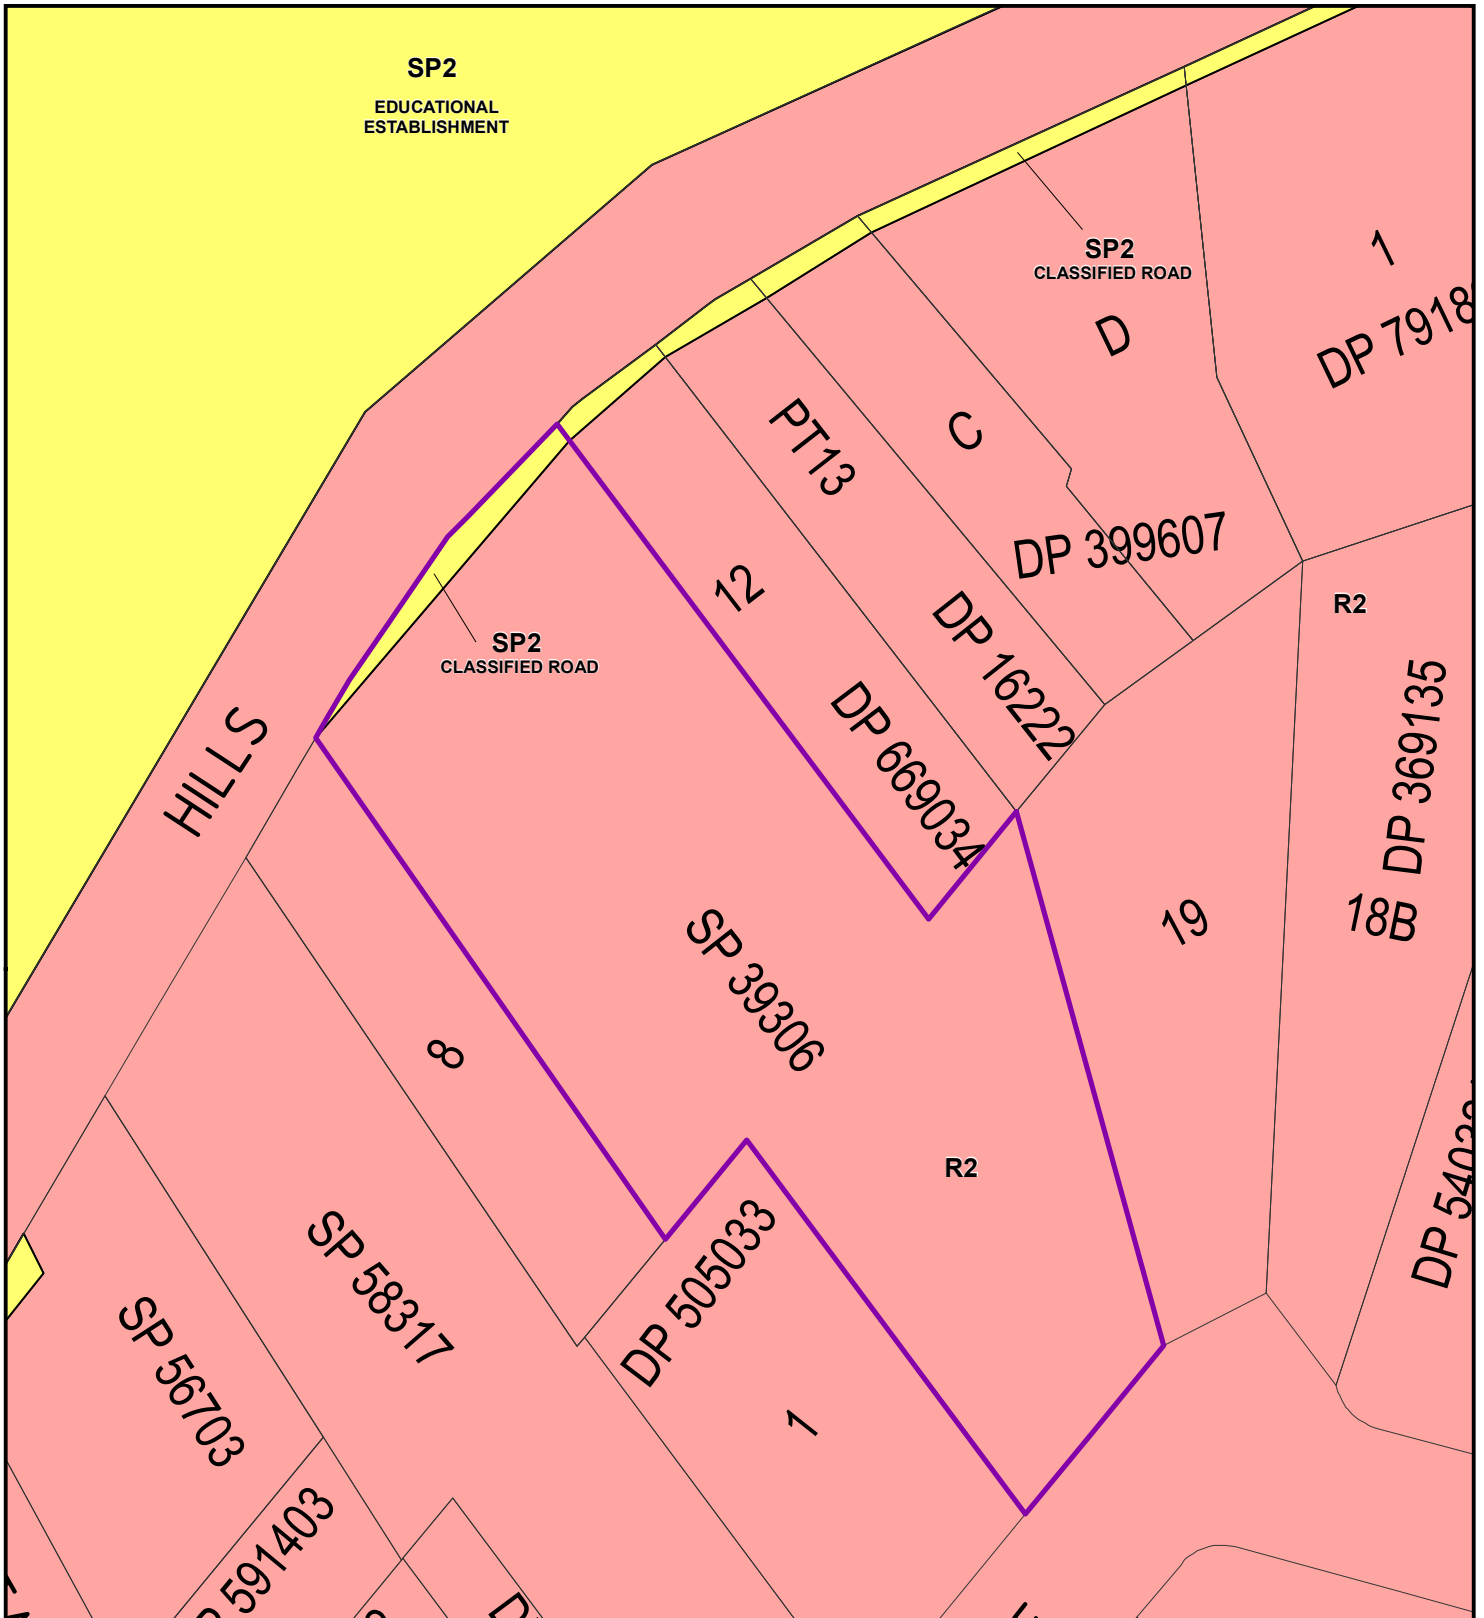 SP2
EDUCATIONAL
ESTABLISHMENT
SP2
CLASSIFIED ROAD
1
DP 7918
D
PT13
C
DP 399607
12
R2
DP 16222
SP2
CLASSIFIED ROAD
DP 369135
HILLS
DP 669034
19
18B
SP 39306
8
R2
DP 505033
SP 58317
SP 56703
1
591403